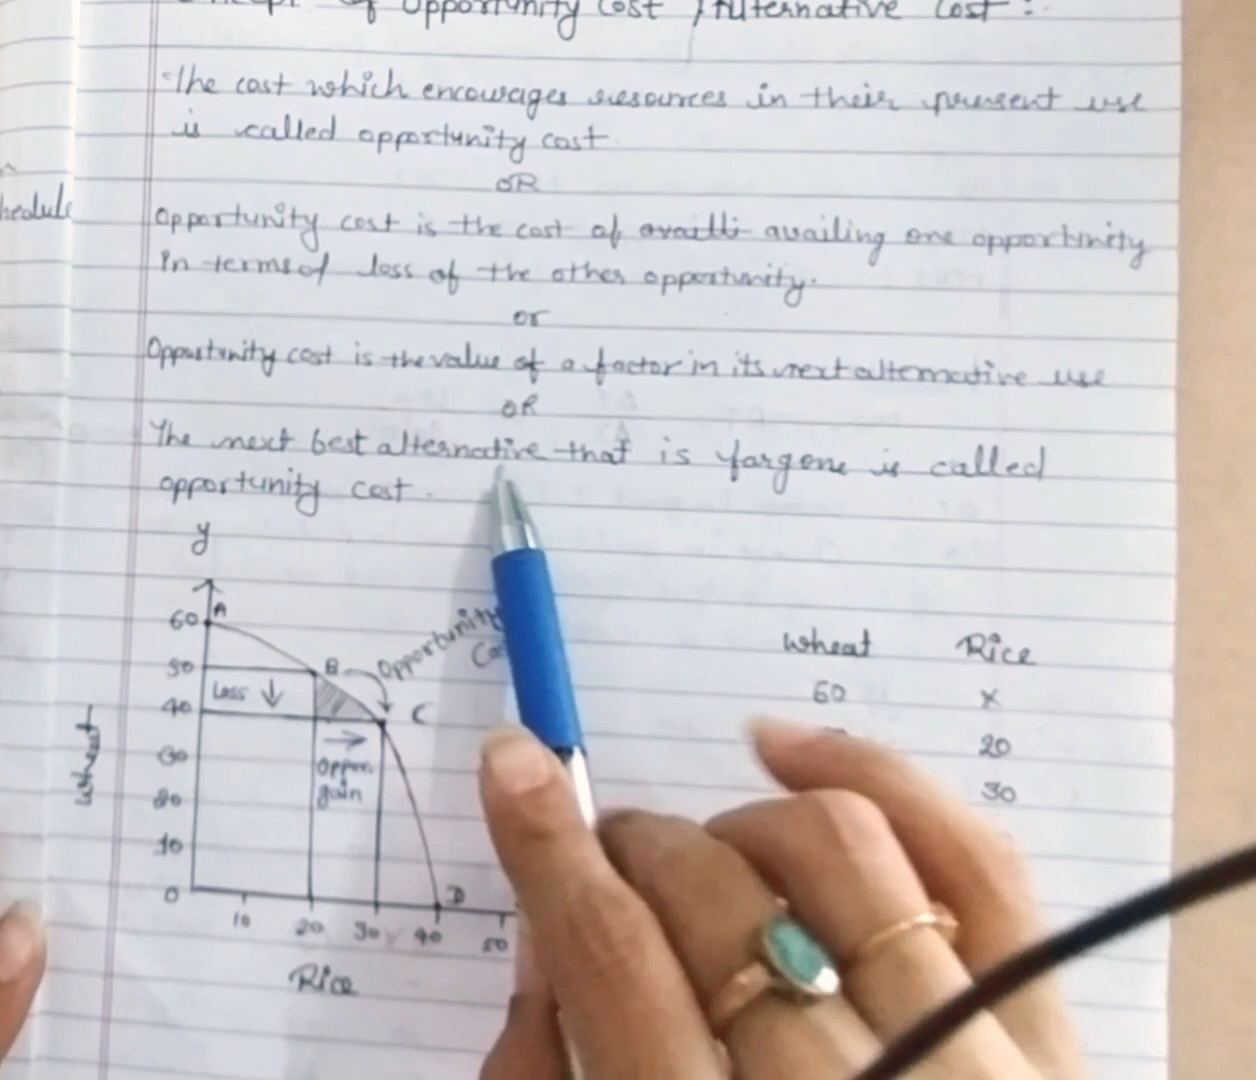 of Opportunity Cost / Alternative Cost :
The cost which encourages resources in their present use
is called opportunity cost.
OR
Opportunity cost is the cost of availing one opportunity
In terms of loss of the other opportunity.
or
Opportunity cost is the value of a factor in its next alternative use
OR
The next best alternative that is forgone is called
opportunity cost.
y
60 A
50 B Opportunity
Loss ↓
40 C
30 Oppor.
gain
20
10
0 D
10 20 30 40 50
Wheat
Rice
Wheat Rice
60 x
20
30